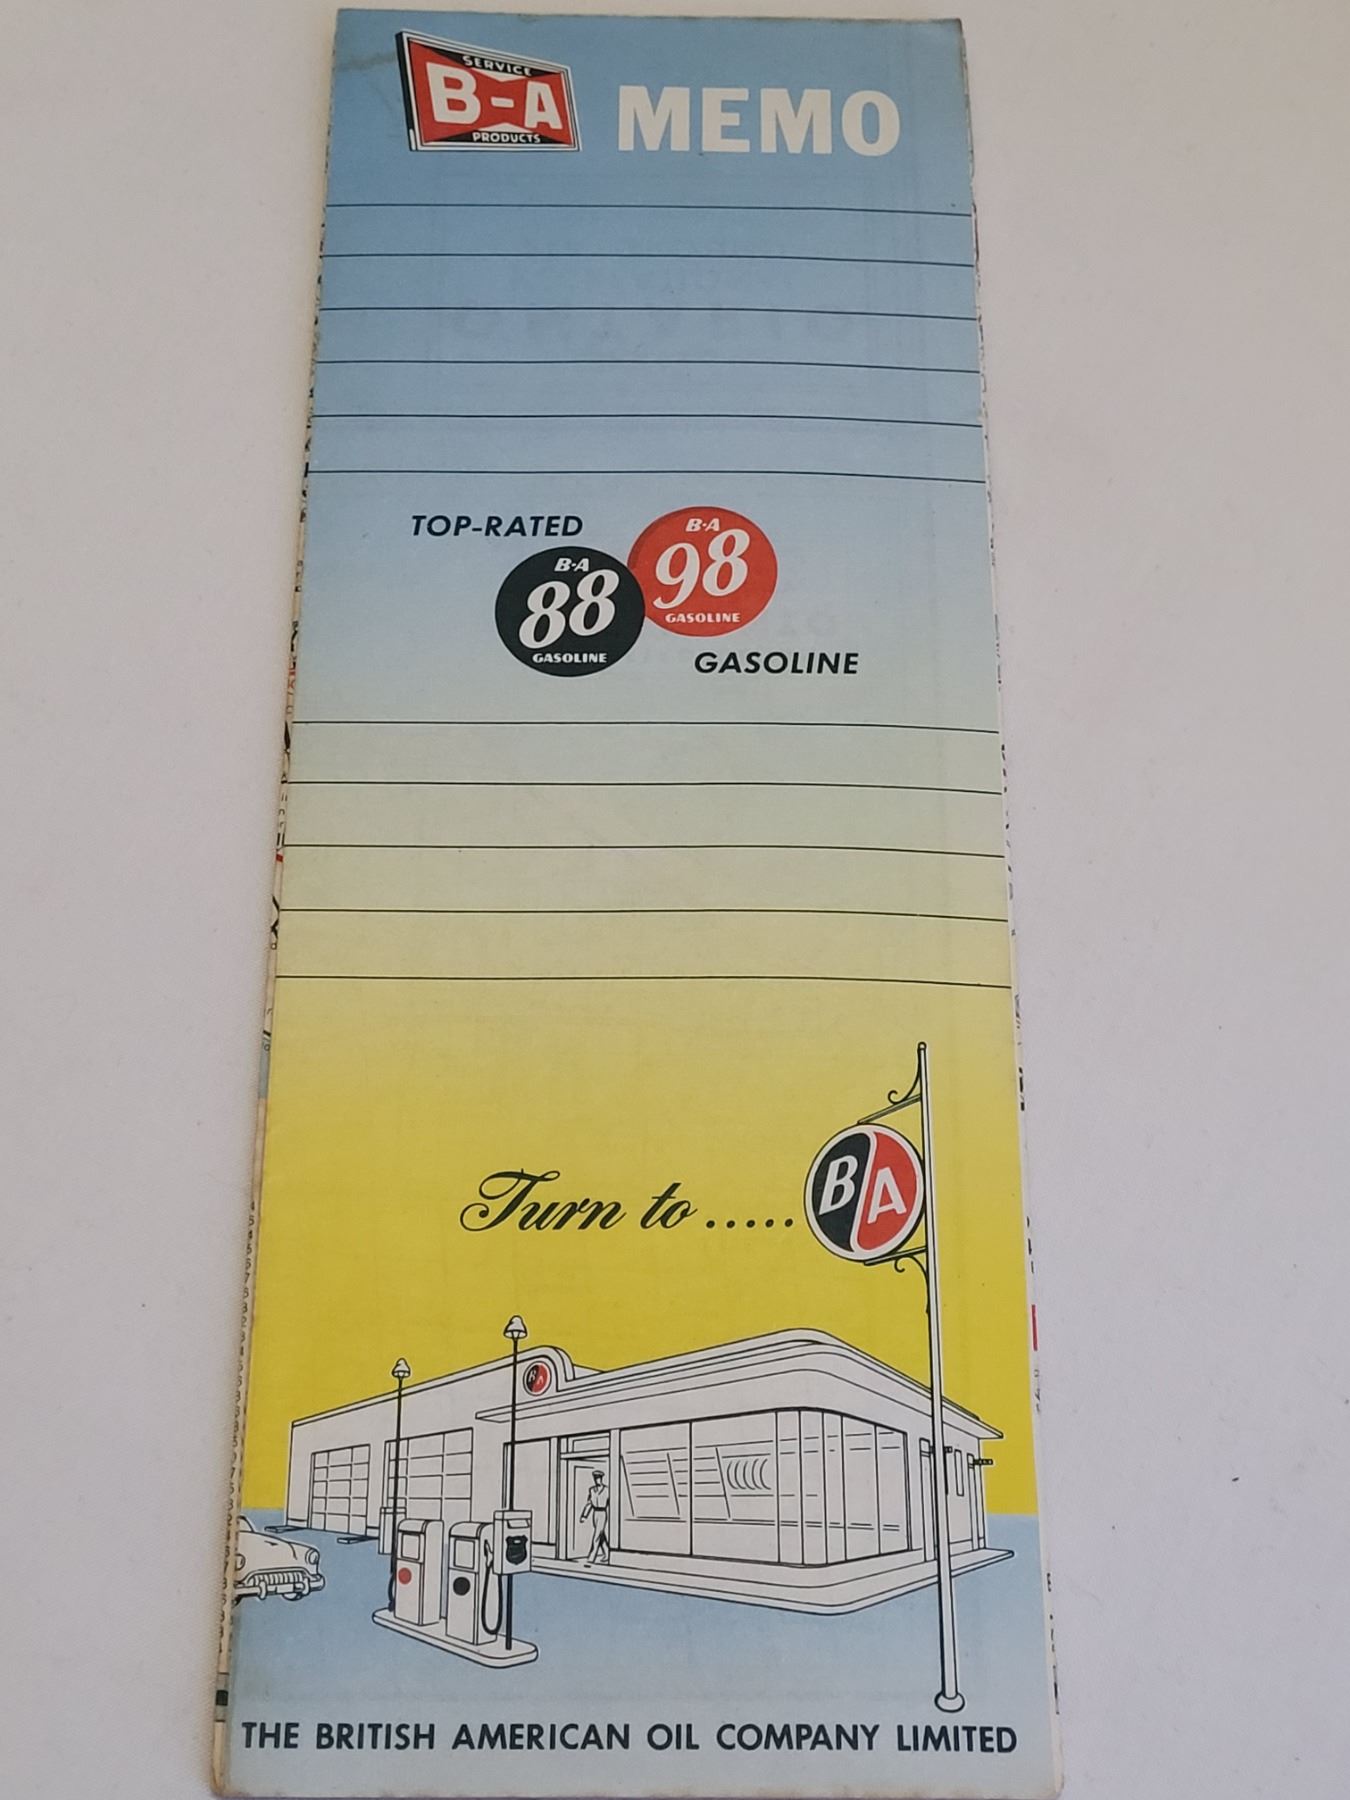 SERVICE
B-A
PRODUCTS
MEMO
TOP-RATED
B-A
88
GASOLINE
B-A
98
GASOLINE
GASOLINE
Turn to.....
B/A
BA
THE BRITISH AMERICAN OIL COMPANY LIMITED